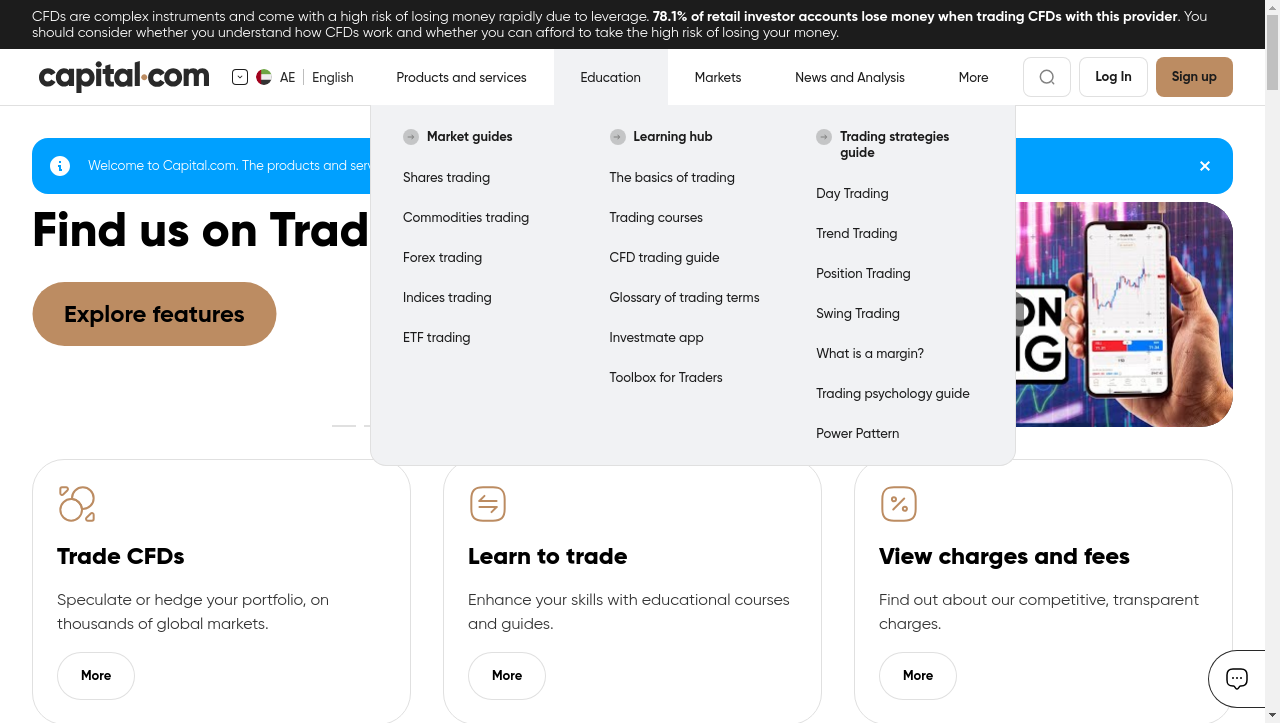 CFDs are complex instruments and come with a high risk of losing money rapidly due to leverage. 78.1% of retail investor accounts lose money when trading CFDs with this provider. You
should consider whether you understand how CFDs work and whether you can afford to take the high risk of losing your money.
capital.com
AE
English
Products and services
Education
Markets
News and Analysis
More
Log In
Sign up
Market guides
Shares trading
Commodities trading
Forex trading
Indices trading
ETF trading
Learning hub
The basics of trading
Trading courses
CFD trading guide
Glossary of trading terms
Investmate app
Toolbox for Traders
Trading strategies
guide
Day Trading
Trend Trading
Position Trading
Swing Trading
What is a margin?
Trading psychology guide
Power Pattern
Welcome to Capital.com. The products and
Find us on
Explore features
Trade CFDs
Speculate or hedge your portfolio, on
thousands of global markets.
More
Learn to trade
Enhance your skills with educational courses
and guides.
More
View charges and fees
Find out about our competitive, transparent
charges.
More